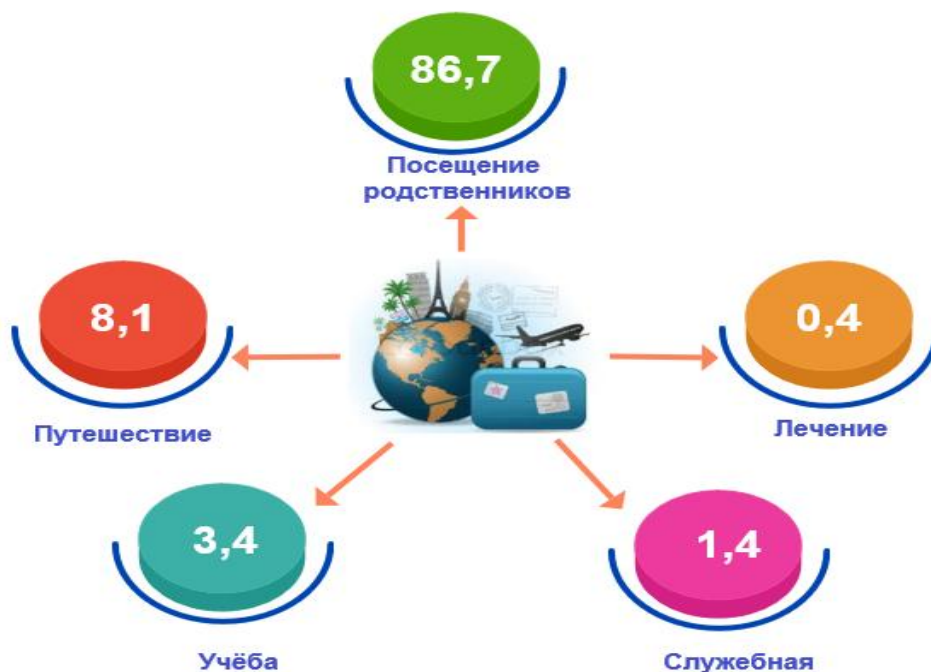 86,7
Посещение
родственников
8,1
Путешествие
0,4
Лечение
3,4
Учёба
1,4
Служебная